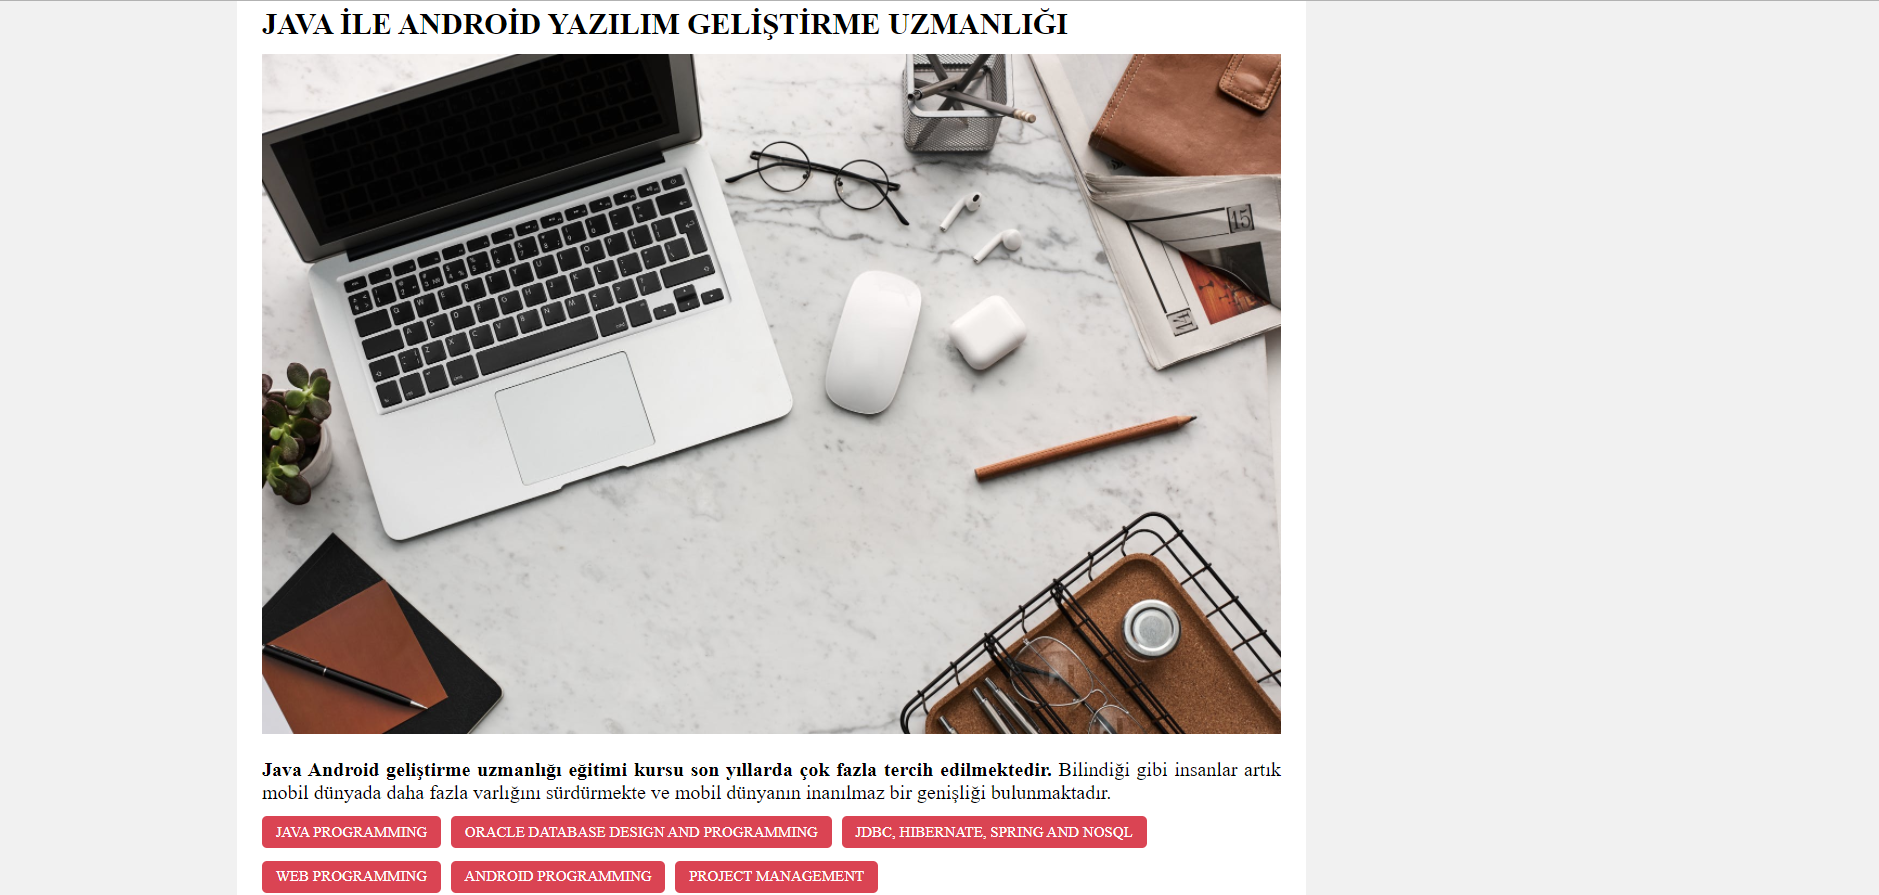 JAVA İLE ANDROİD YAZILIM GELİŞTİRME UZMANLIĞI
45
Java Android geliştirme uzmanlığı eğitimi kursu son yıllarda çok fazla tercih edilmektedir. Bilindiği gibi insanlar artık
mobil dünyada daha fazla varlığını sürdürmekte ve mobil dünyanın inanılmaz bir genişliği bulunmaktadır.
JAVA PROGRAMMING
ORACLE DATABASE DESIGN AND PROGRAMMING
JDBC, HIBERNATE, SPRING AND NOSQL
WEB PROGRAMMING
ANDROID PROGRAMMING
PROJECT MANAGEMENT